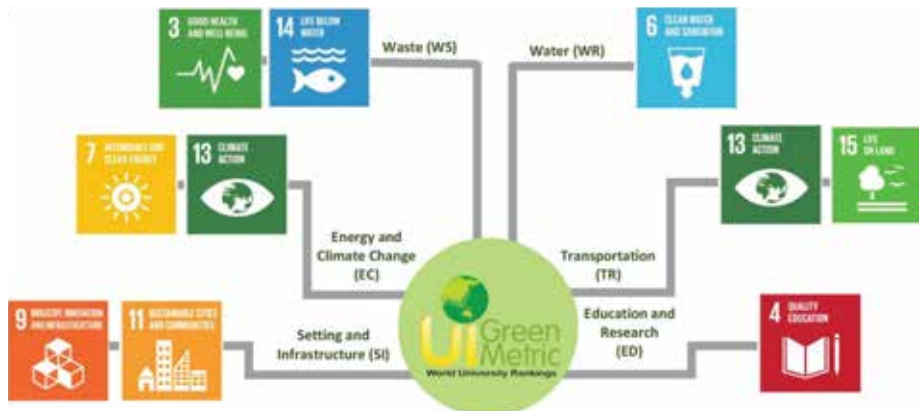 3 GOOD HEALTH
AND WELL-BEING
14 LIFE BELOW
WATER
Waste (WS)
Water (WR)
6 CLEAN WATER
AND SANITATION
7 AFFORDABLE AND
CLEAN ENERGY
13 CLIMATE
ACTION
13 CLIMATE
ACTION
15 LIFE
ON LAND
Energy and
Climate Change
(EC)
Transportation
(TR)
9 INDUSTRY INNOVATION
AND INFRASTRUCTURE
11 SUSTAINABLE CITIES
AND COMMUNITIES
Setting and
Infrastructure (SI)
UI Green
Metric
World University Rankings
Education and
Research
(ED)
4 QUALITY
EDUCATION